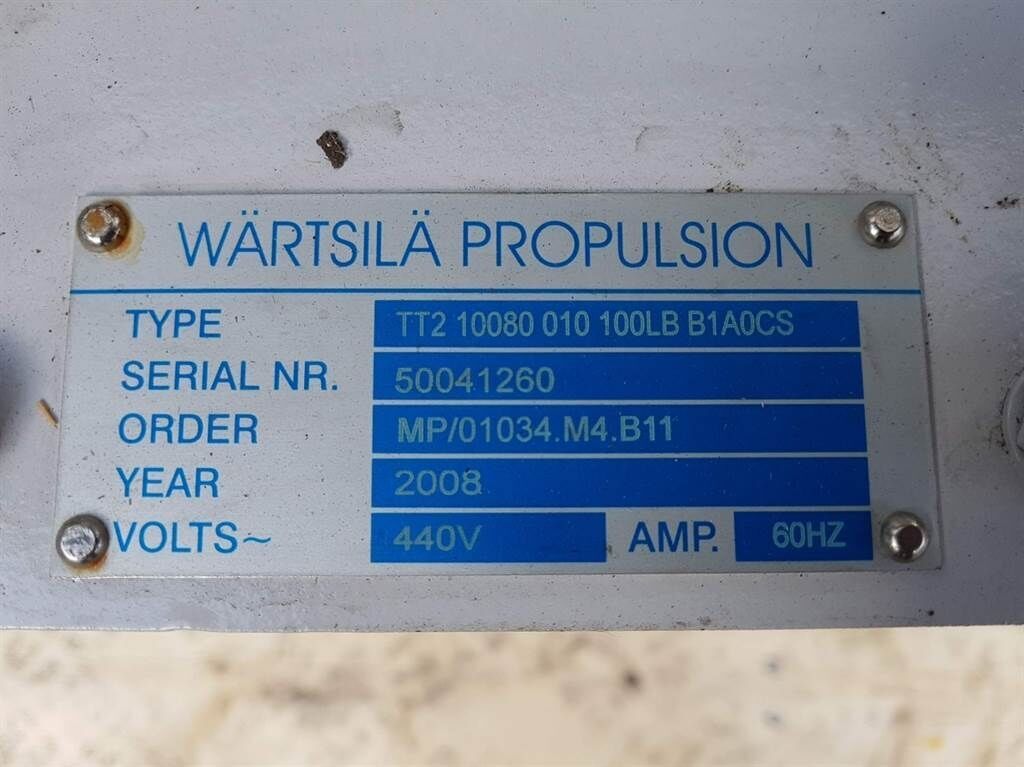 WÄRTSILÄ PROPULSION
TYPE TT2 10080 010 100LB B1A0CS
SERIAL NR. 50041260
ORDER MP/01034.M4.B11
YEAR 2008
VOLTS~ 440V AMP. 60HZ